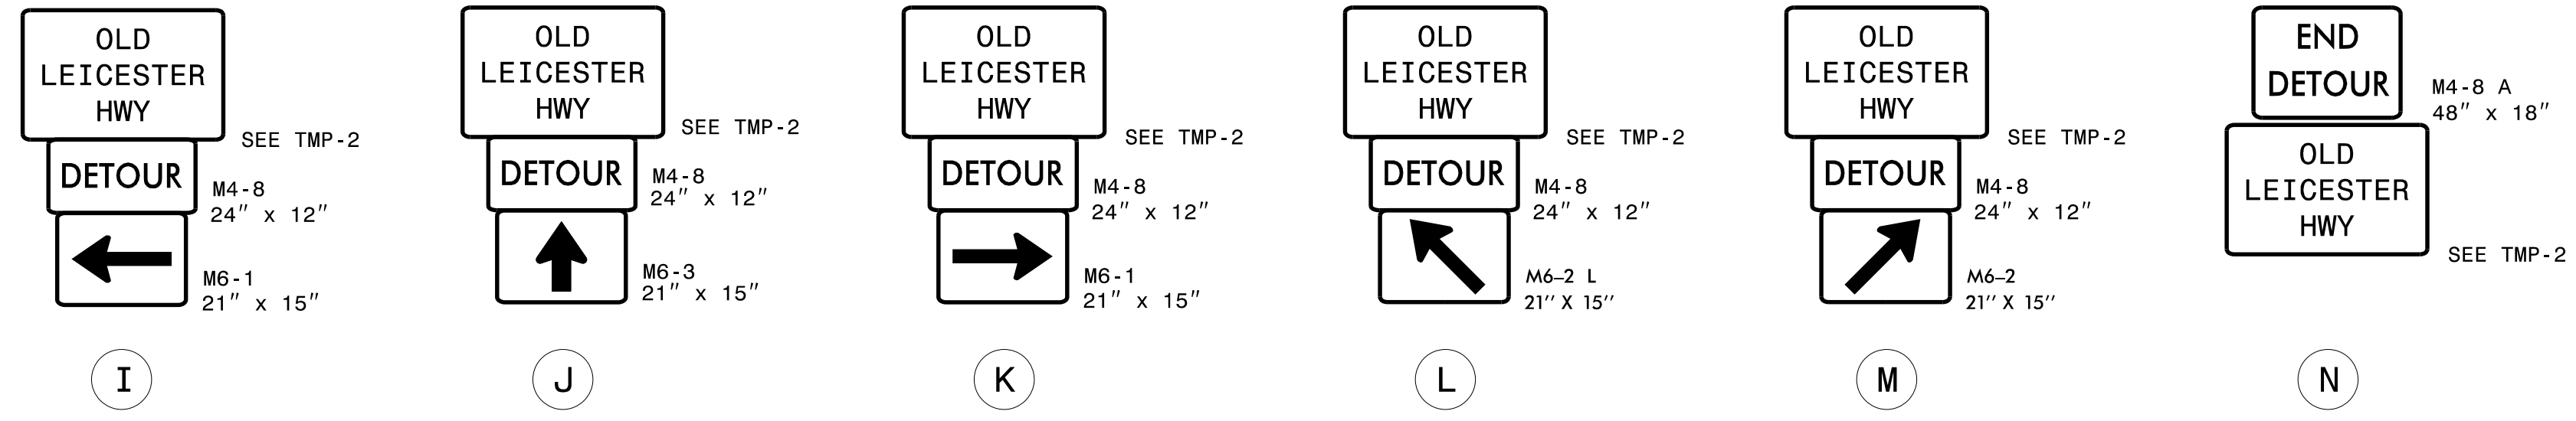 OLD
LEICESTER
HWY
SEE TMP-2
DETOUR
M4-8
24" x 12"
M6-1
21" x 15"
I
OLD
LEICESTER
HWY
SEE TMP-2
DETOUR
M4-8
24" x 12"
M6-3
21" x 15"
J
OLD
LEICESTER
HWY
SEE TMP-2
DETOUR
M4-8
24" x 12"
M6-1
21" x 15"
K
OLD
LEICESTER
HWY
SEE TMP-2
DETOUR
M4-8
24" x 12"
M6–2 L
21'' X 15''
L
OLD
LEICESTER
HWY
SEE TMP-2
DETOUR
M4-8
24" x 12"
M6–2
21'' X 15''
M
END
DETOUR
M4-8 A
48" x 18"
OLD
LEICESTER
HWY
SEE TMP-2
N